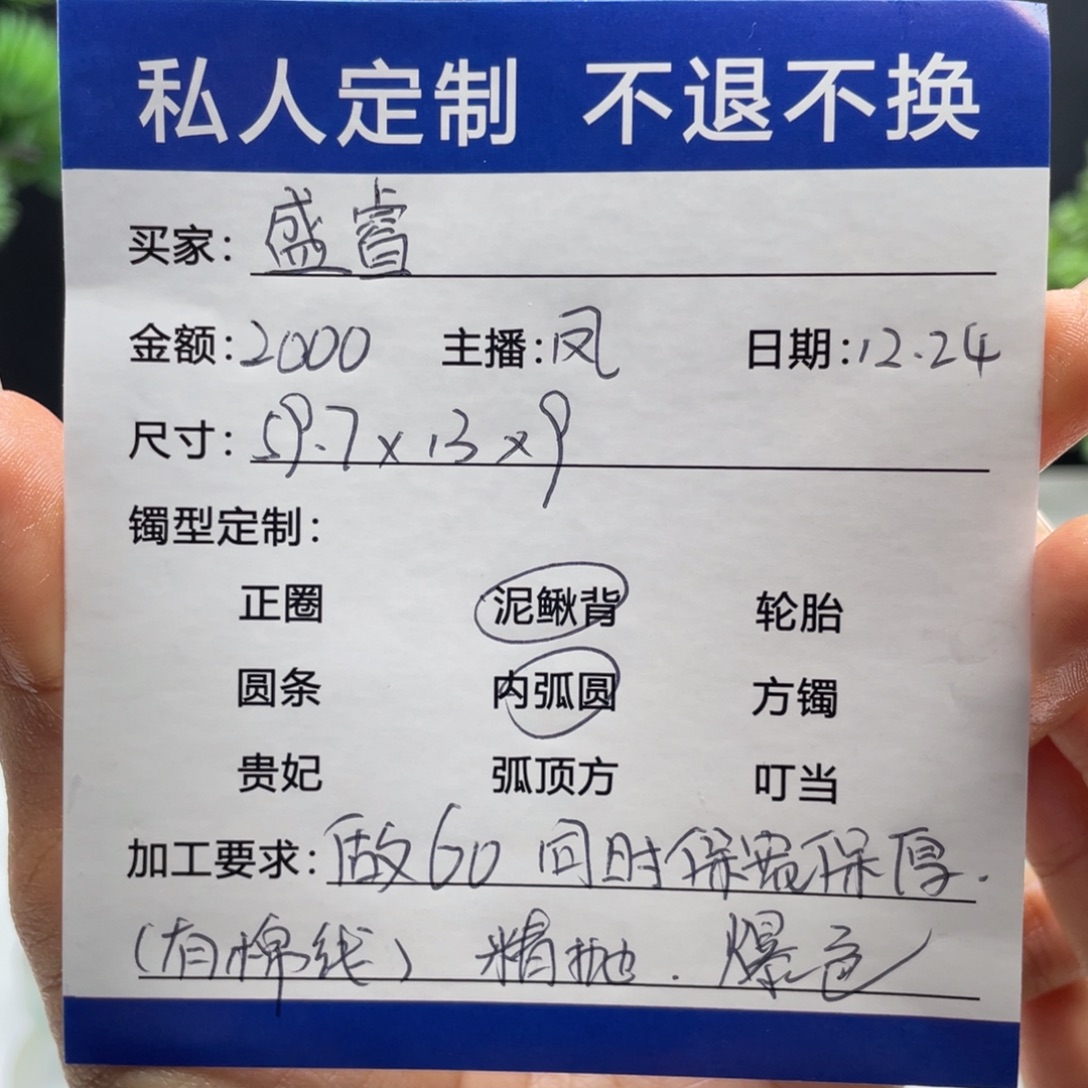 私人定制 不退不换
买家：盛睿
金额：2000 主播：凤 日期：12.24
尺寸：59.7x13x9
镯型定制：
正圈 泥鳅背 轮胎
圆条 内弧圆 方镯
贵妃 弧顶方 叮当
加工要求：做60 同时保宽保厚.
(有棉线) 精抛. 爆色